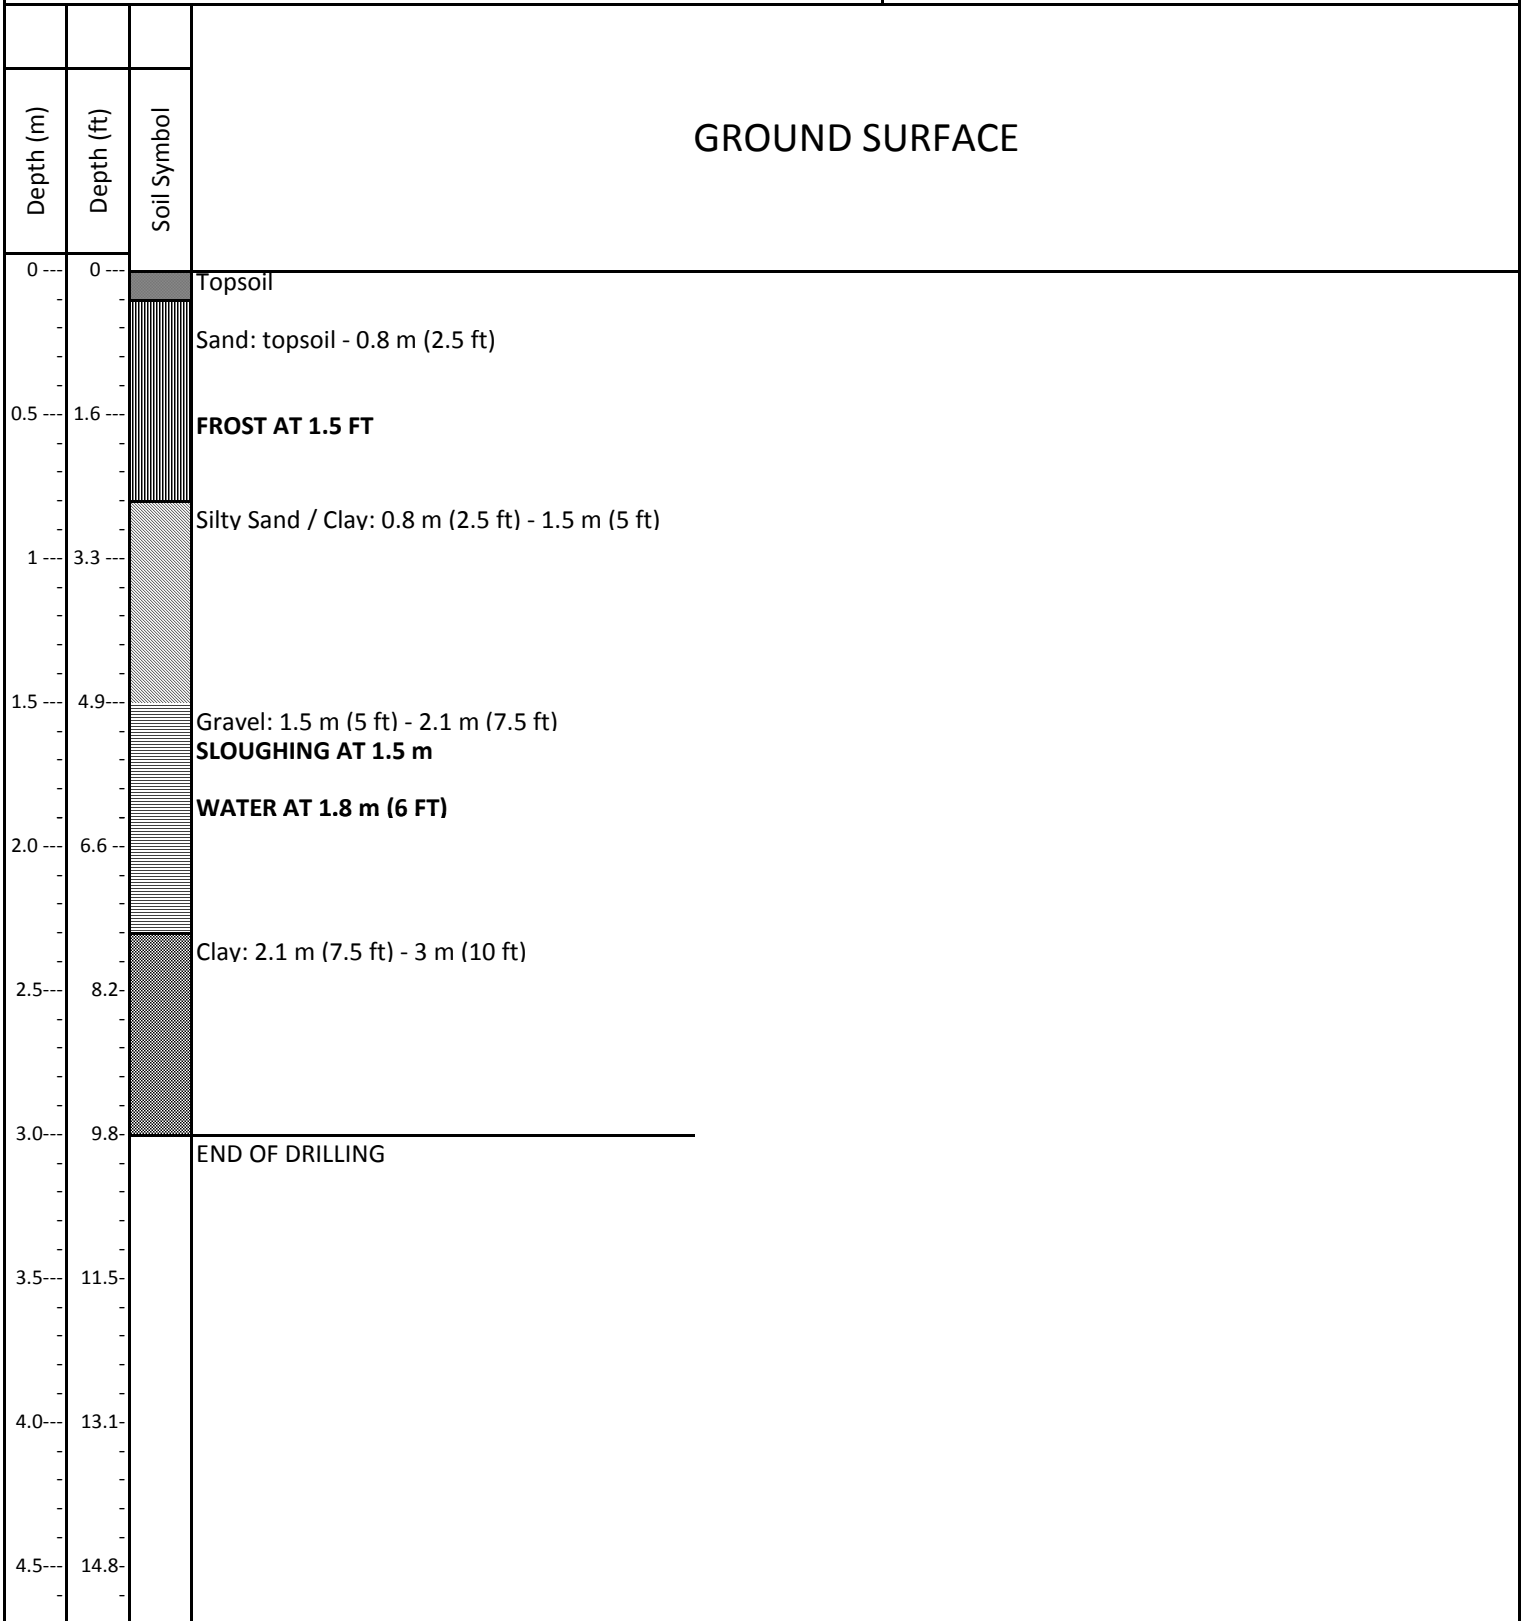 Depth (m)
Depth (ft)
Soil Symbol
GROUND SURFACE
0 --- 0 ---
Topsoil
Sand: topsoil - 0.8 m (2.5 ft)
0.5 --- 1.6 ---
FROST AT 1.5 FT
Silty Sand / Clay: 0.8 m (2.5 ft) - 1.5 m (5 ft)
1 --- 3.3 ---
1.5 --- 4.9---
Gravel: 1.5 m (5 ft) - 2.1 m (7.5 ft)
SLOUGHING AT 1.5 m
WATER AT 1.8 m (6 FT)
2.0 --- 6.6 --
Clay: 2.1 m (7.5 ft) - 3 m (10 ft)
2.5--- 8.2-
3.0--- 9.8-
END OF DRILLING
3.5--- 11.5-
4.0--- 13.1-
4.5--- 14.8-